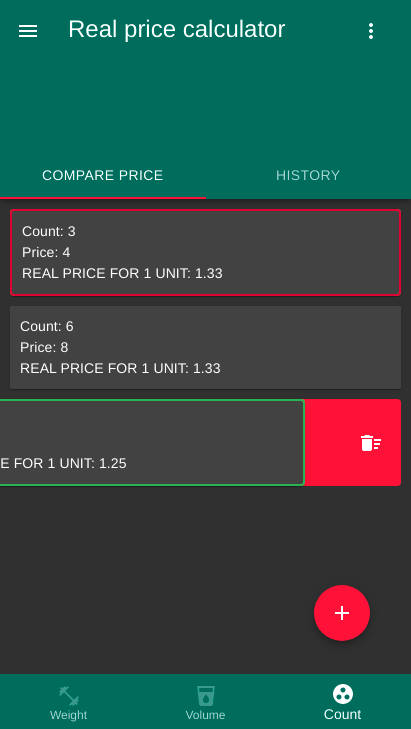 Real price calculator
COMPARE PRICE
HISTORY
Count: 3
Price: 4
REAL PRICE FOR 1 UNIT: 1.33
Count: 6
Price: 8
REAL PRICE FOR 1 UNIT: 1.33
E FOR 1 UNIT: 1.25
Weight
Volume
Count